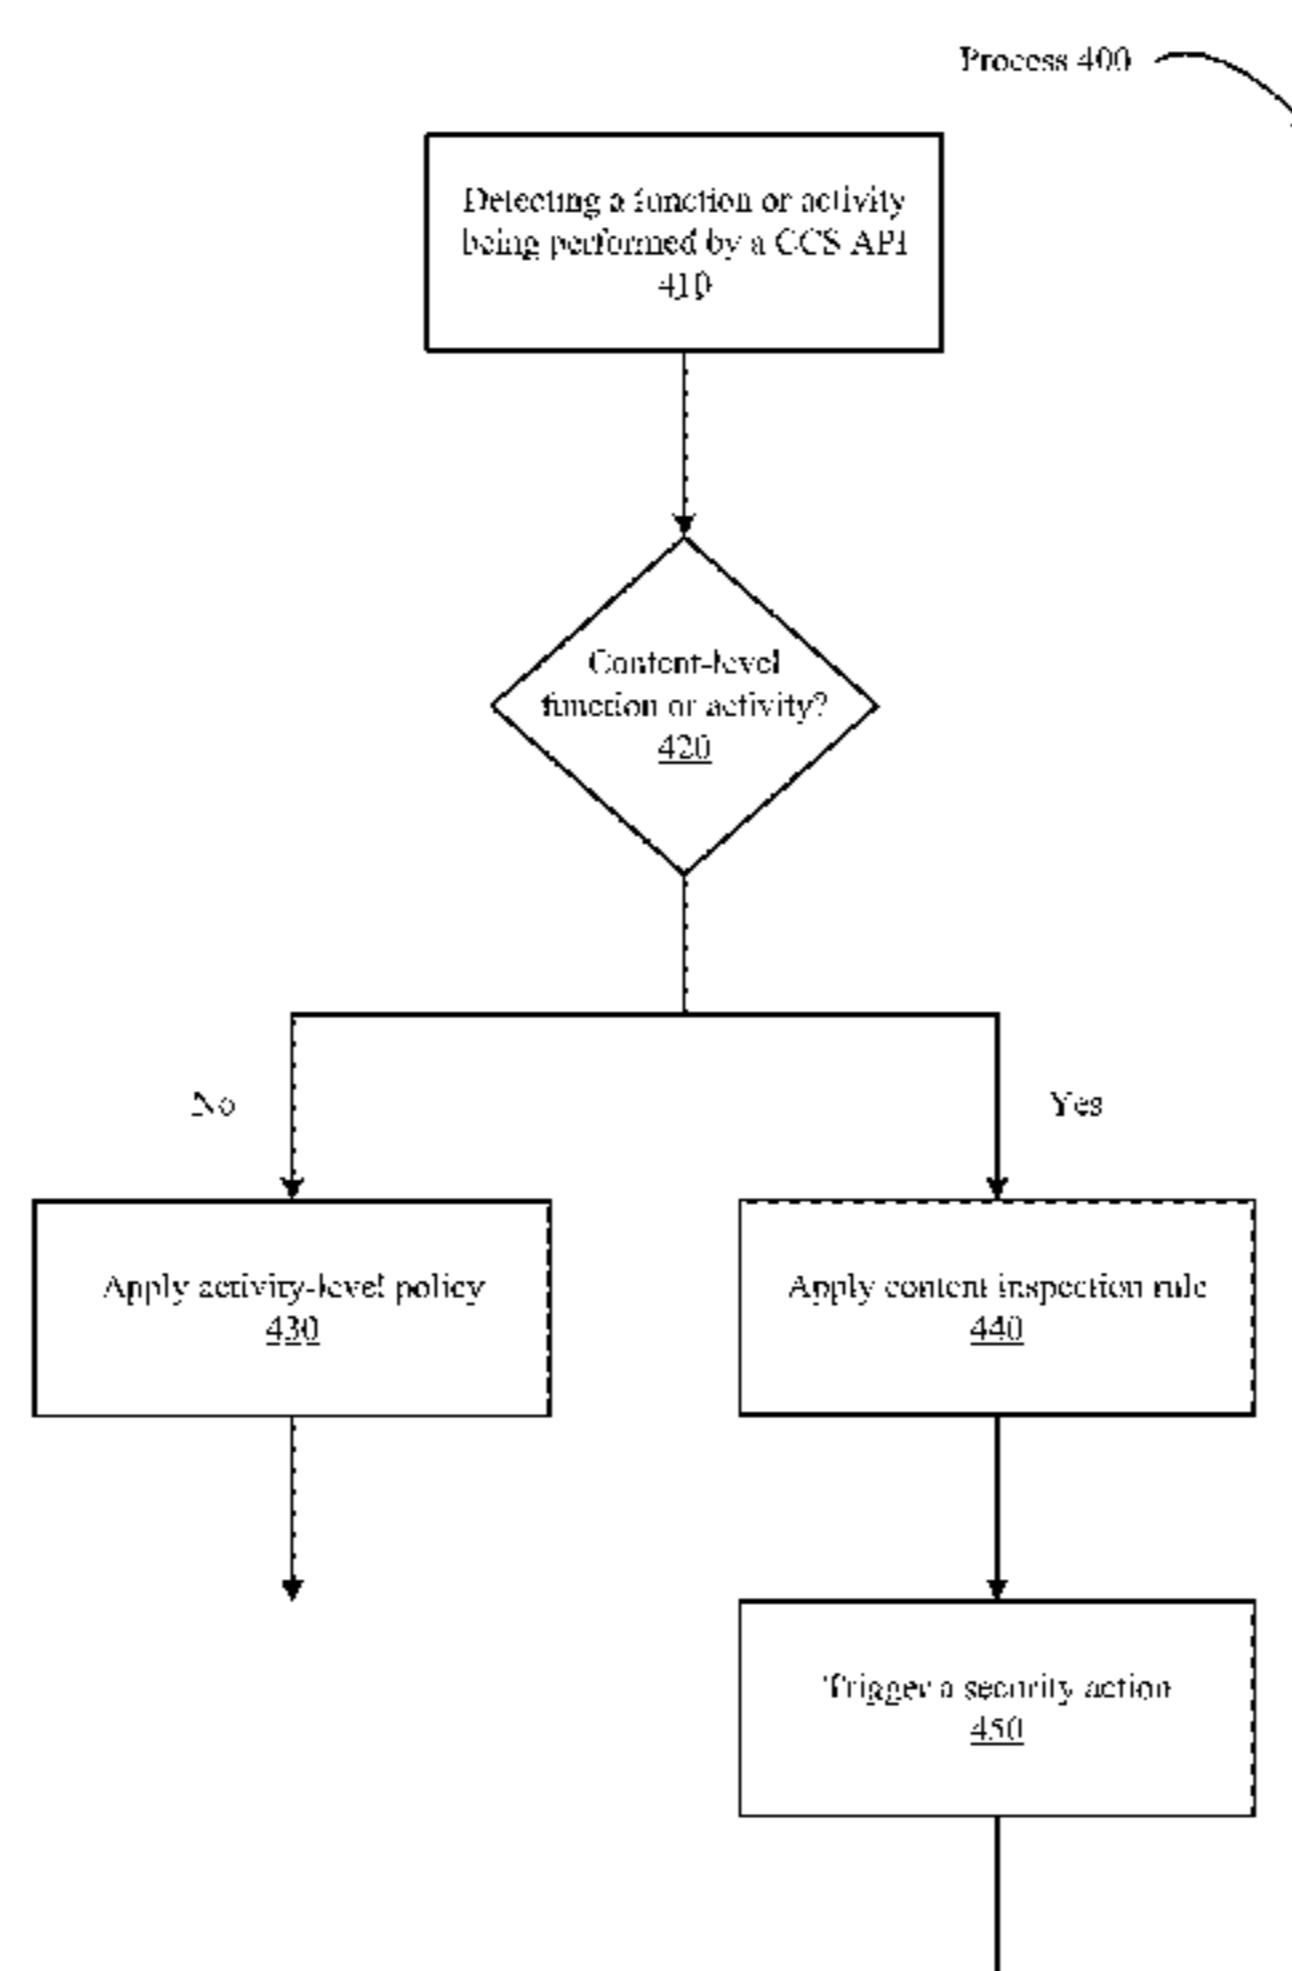 Process 400
Detecting a function or activity
being performed by a CCS API
410
Content-level
function or activity?
420
No
Yes
Apply activity-level policy
430
Apply content inspection rule
440
Trigger a security action
450